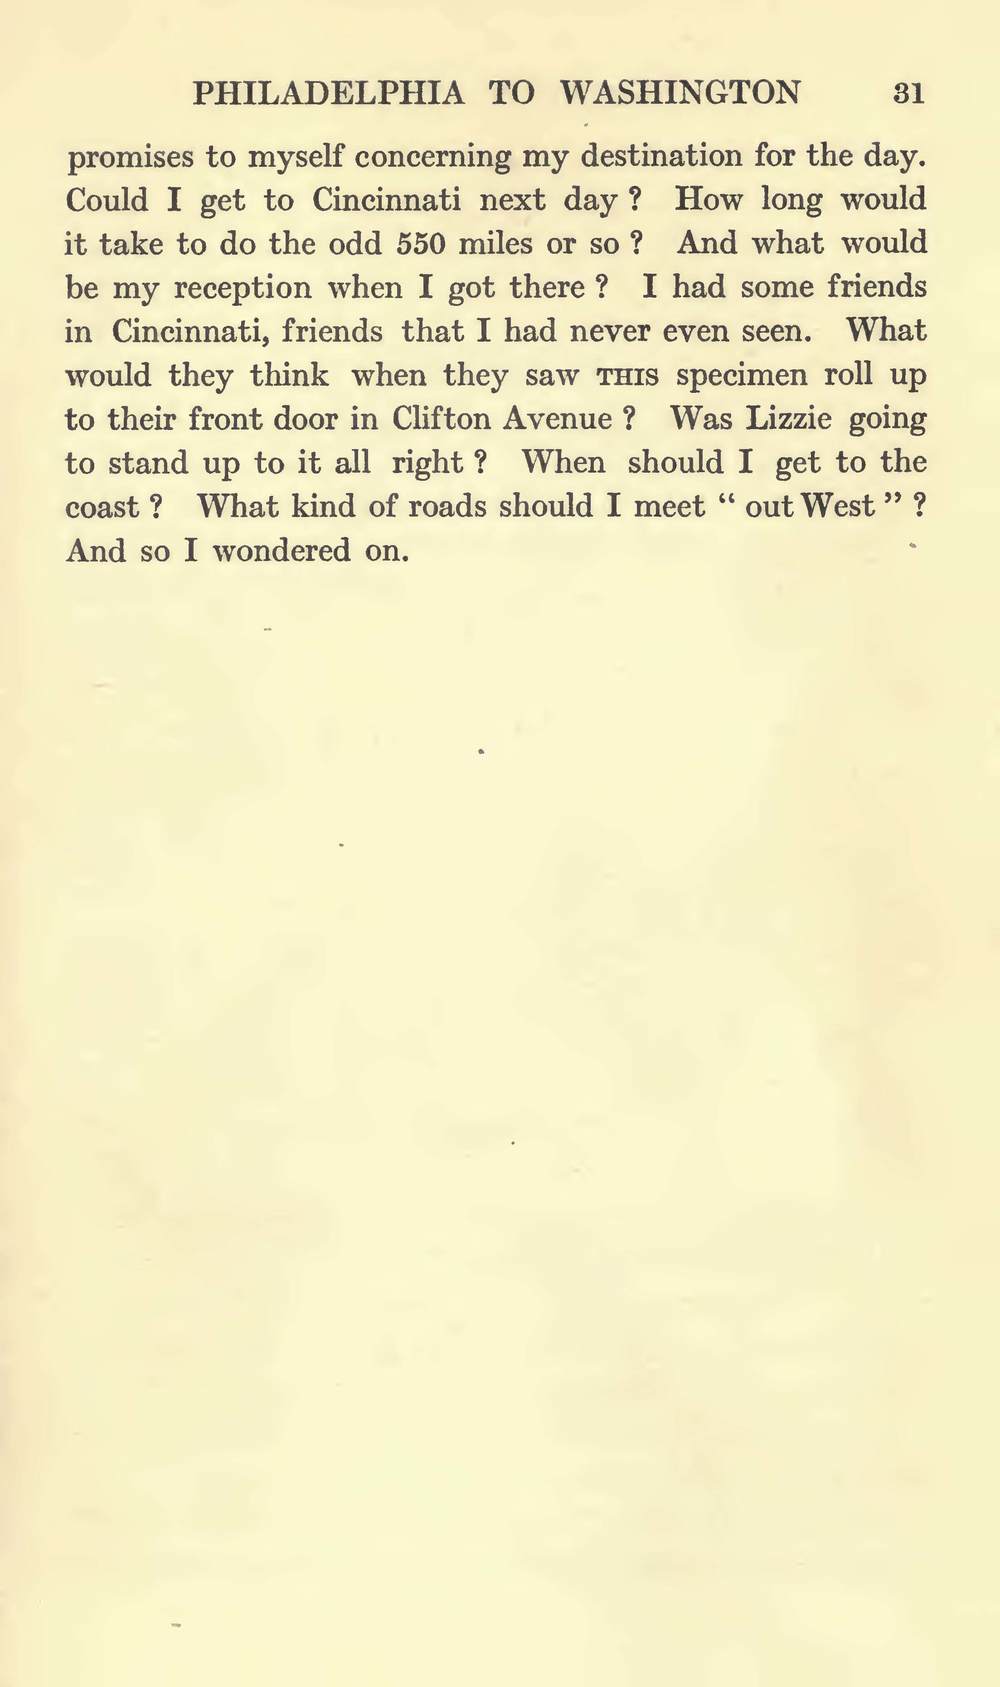 PHILADELPHIA TO WASHINGTON 31
promises to myself concerning my destination for the day.
Could I get to Cincinnati next day ? How long would
it take to do the odd 550 miles or so ? And what would
be my reception when I got there ? I had some friends
in Cincinnati, friends that I had never even seen. What
would they think when they saw THIS specimen roll up
to their front door in Clifton Avenue ? Was Lizzie going
to stand up to it all right ? When should I get to the
coast ? What kind of roads should I meet “ out West ” ?
And so I wondered on.